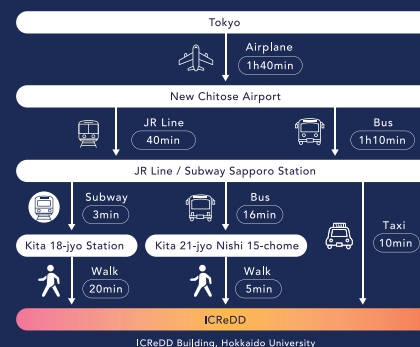 Tokyo
Airplane
1h40min
New Chitose Airport
JR Line
40min
Bus
1h10min
JR Line / Subway Sapporo Station
Subway
3min
Bus
16min
Taxi
10min
Kita 18-jyo Station
Kita 21-jyo Nishi 15-chome
Walk
20min
Walk
5min
ICReDD
ICReDD Building, Hokkaido University